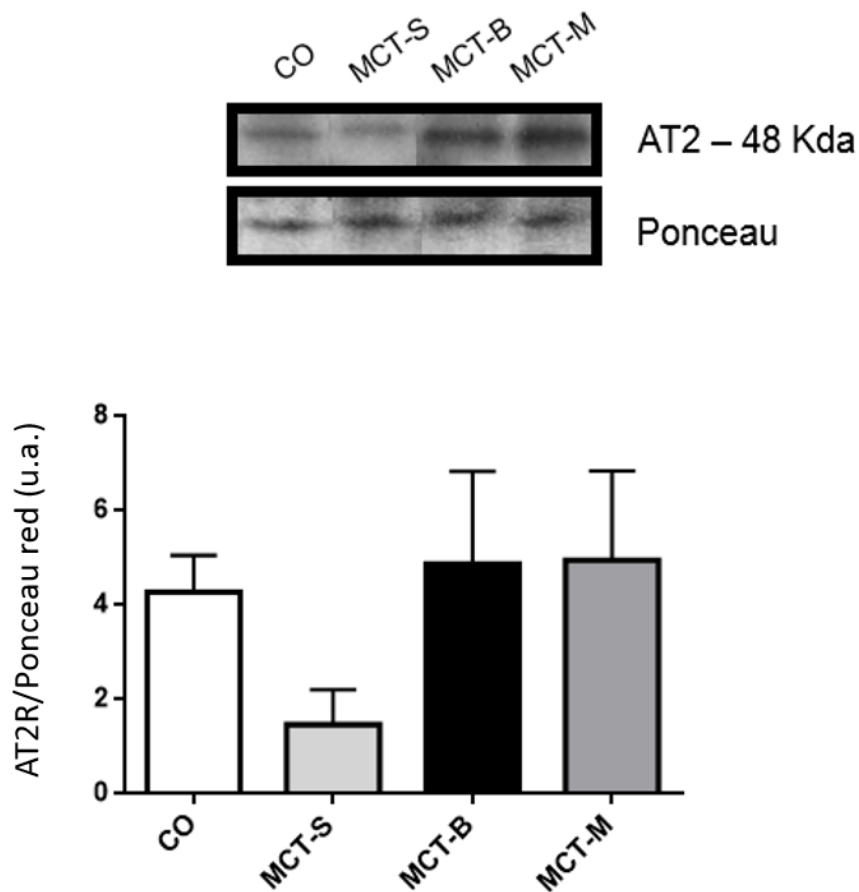 CO MCT-S MCT-B MCT-M
AT2 – 48 Kda
Ponceau
AT2R/Ponceau red (u.a.)
8
6
4
2
0
CO MCT-S MCT-B MCT-M